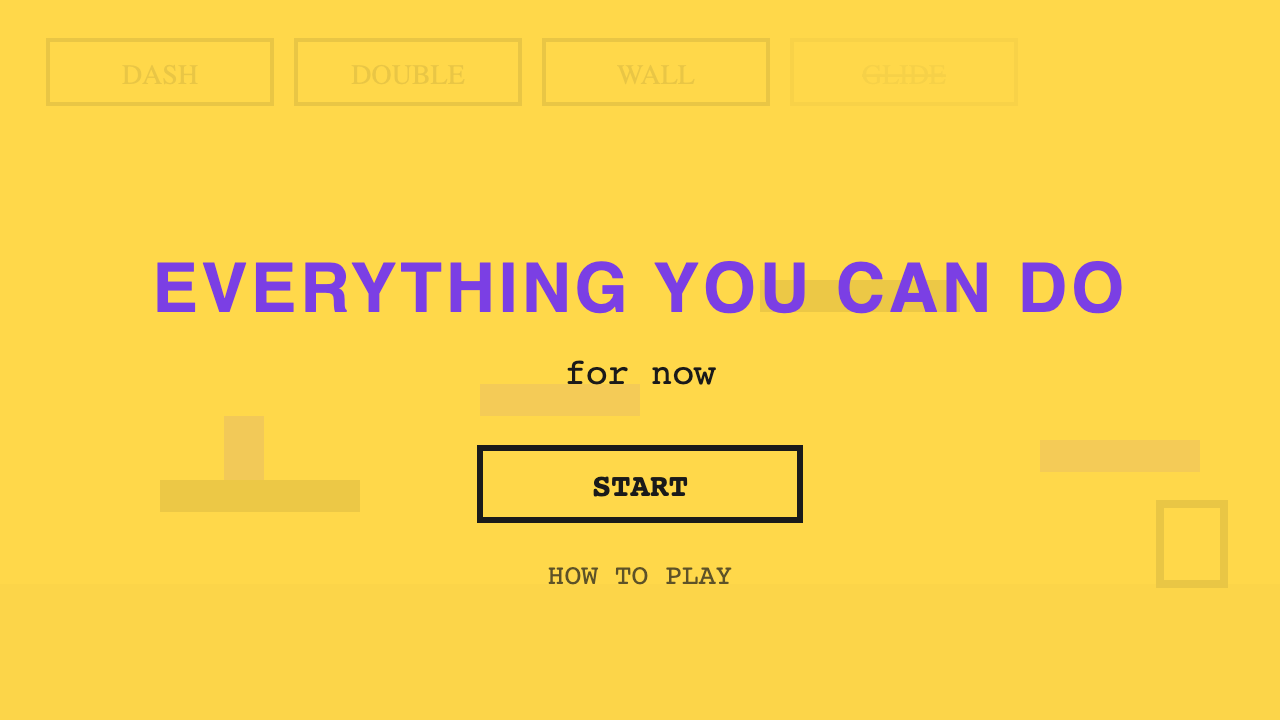 DASH DOUBLE WALL GLIDE
EVERYTHING YOU CAN DO
for now
START
HOW TO PLAY